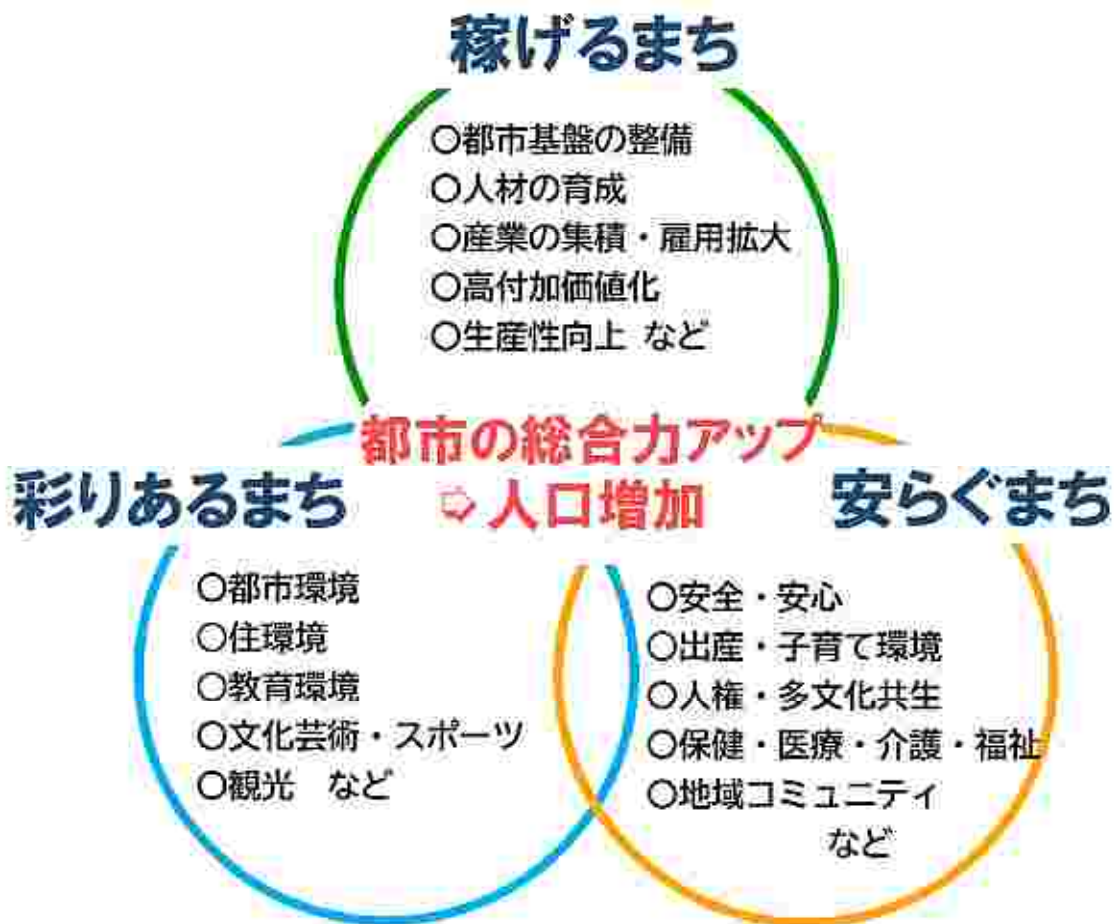 稼げるまち
○都市基盤の整備
○人材の育成
○産業の集積・雇用拡大
○高付加価値化
○生産性向上 など
都市の総合力アップ
⇨人口増加
彩りあるまち
○都市環境
○住環境
○教育環境
○文化芸術・スポーツ
○観光　など
安らぐまち
○安全・安心
○出産・子育て環境
○人権・多文化共生
○保健・医療・介護・福祉
○地域コミュニティ
など